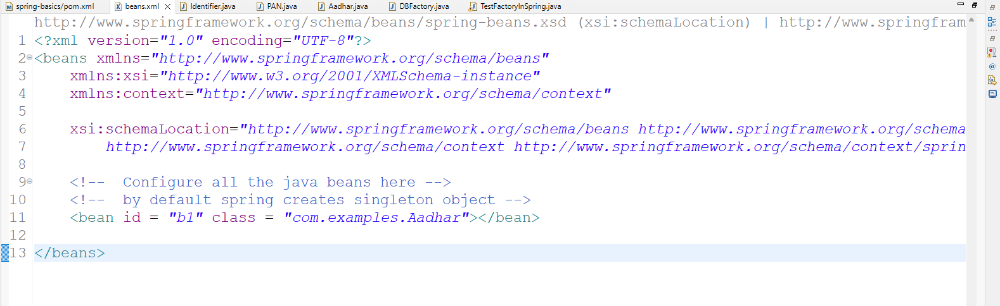 spring-basics/pom.xml beans.xml Identifier.java PAN.java Aadhar.java DBFactory.java TestFactoryInSpring.java
http://www.springframework.org/schema/beans/spring-beans.xsd (xsi:schemaLocation) | http://www.springfram
1 <?xml version="1.0" encoding="UTF-8"?>
2 <beans xmlns="http://www.springframework.org/schema/beans"
3 xmlns:xsi="http://www.w3.org/2001/XMLSchema-instance"
4 xmlns:context="http://www.springframework.org/schema/context"
5
6 xsi:schemaLocation="http://www.springframework.org/schema/beans http://www.springframework.org/schema
7 http://www.springframework.org/schema/context http://www.springframework.org/schema/context/sprin
8
9 <!--  Configure all the java beans here -->
10 <!--  by default spring creates singleton object -->
11 <bean id = "b1" class = "com.examples.Aadhar"></bean>
12
13 </beans>